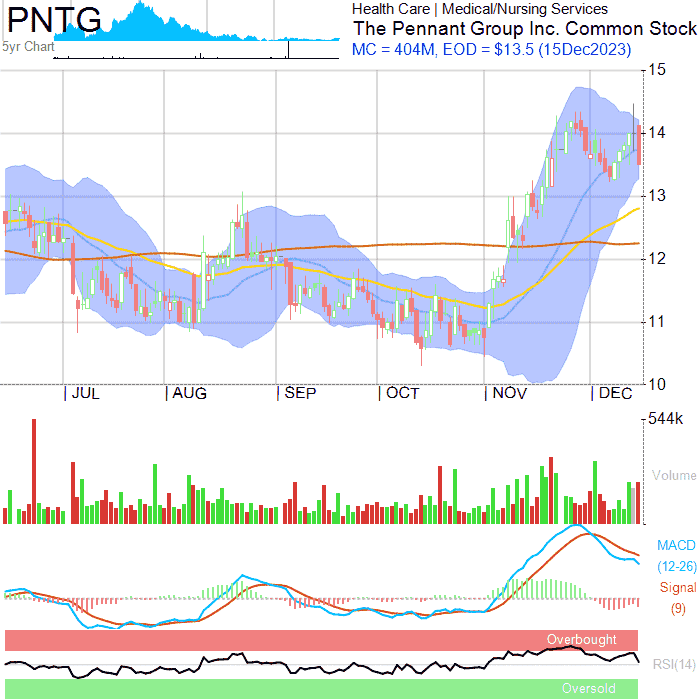 PNTG
5yr Chart
Health Care | Medical/Nursing Services
The Pennant Group Inc. Common Stock
MC = 404M, EOD = $13.5 (15Dec2023)
15
14
13
12
11
10
| JUL | AUG | SEP | OCT | NOV | DEC
544k
Volume
MACD
(12-26)
Signal
(9)
Overbought
RSI(14)
Oversold